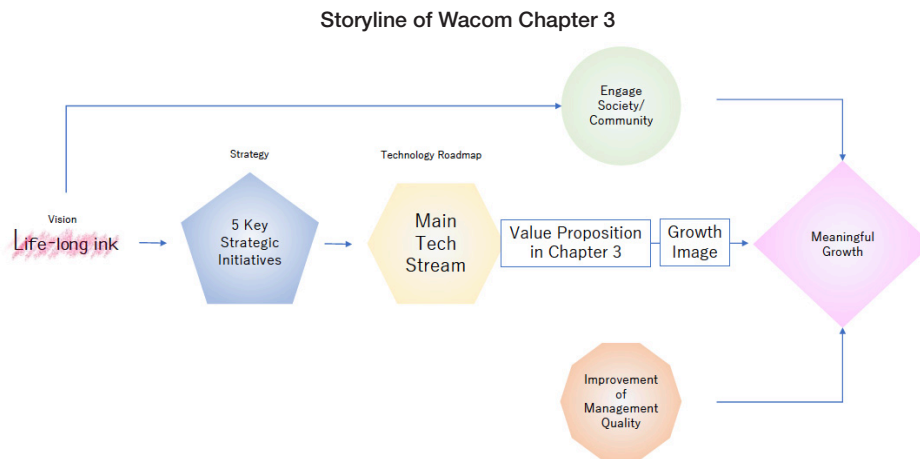 Storyline of Wacom Chapter 3
Engage
Society/
Community
Strategy
Technology Roadmap
Vision
Life-long ink
5 Key
Strategic
Initiatives
Main
Tech
Stream
Value Proposition
in Chapter 3
Growth
Image
Meaningful
Growth
Improvement
of
Management
Quality